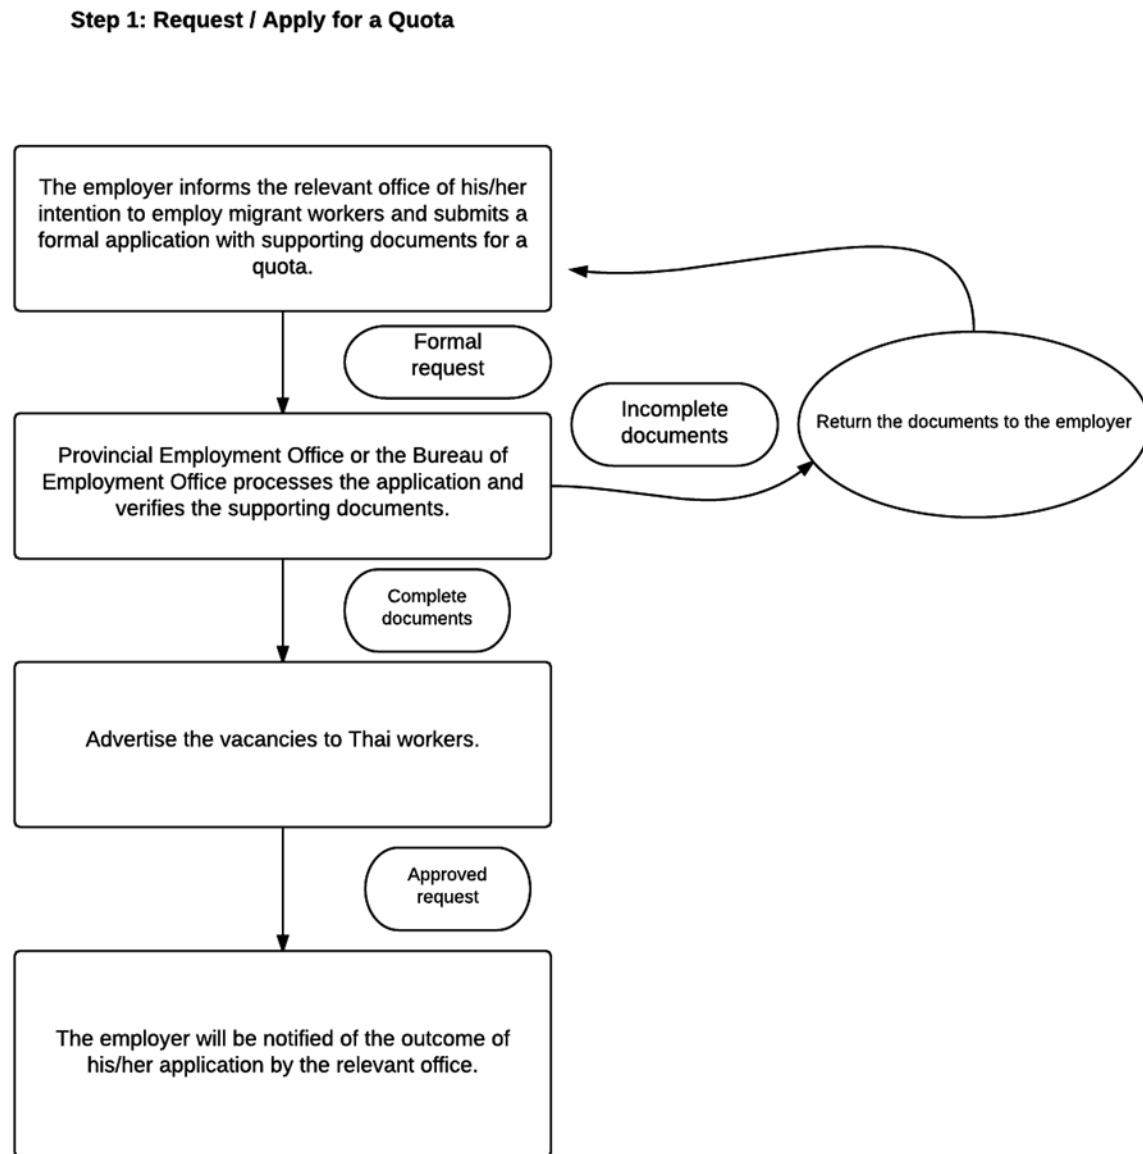 Step 1: Request / Apply for a Quota
The employer informs the relevant office of his/her
intention to employ migrant workers and submits a
formal application with supporting documents for a
quota.
Formal
request
Incomplete
documents
Return the documents to the employer
Provincial Employment Office or the Bureau of
Employment Office processes the application and
verifies the supporting documents.
Complete
documents
Advertise the vacancies to Thai workers.
Approved
request
The employer will be notified of the outcome of
his/her application by the relevant office.